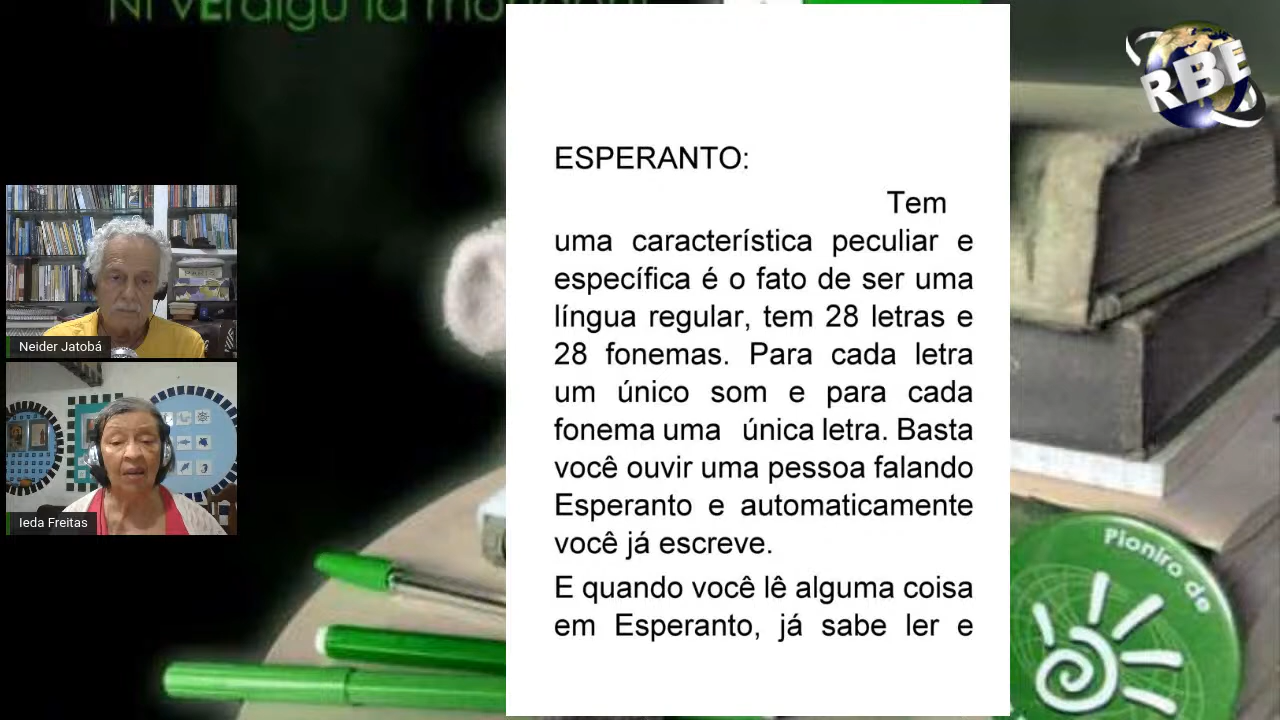 Ni VERdigu la
RBE
ESPERANTO:
Tem
uma característica peculiar e
específica é o fato de ser uma
língua regular, tem 28 letras e
28 fonemas. Para cada letra
um único som e para cada
fonema uma única letra. Basta
você ouvir uma pessoa falando
Esperanto e automaticamente
você já escreve.
E quando você lê alguma coisa
em Esperanto, já sabe ler e
Neider Jatobá
Ieda Freitas
Pioniro de